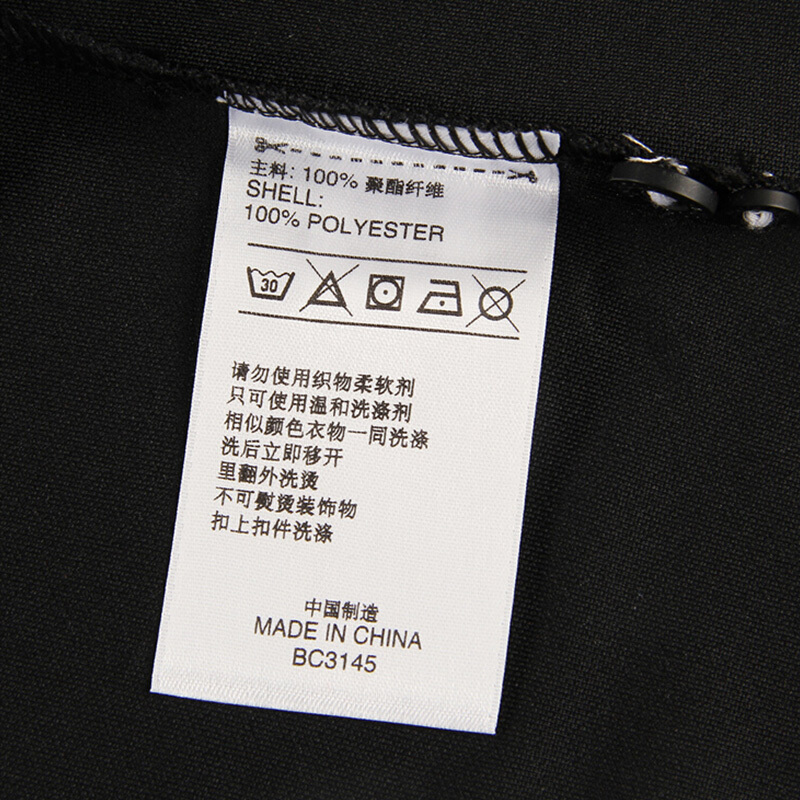 主料: 100% 聚酯纤维
SHELL:
100% POLYESTER
30
请勿使用织物柔软剂
只可使用温和洗涤剂
相似颜色衣物一同洗涤
洗后立即移开
里翻外洗烫
不可熨烫装饰物
扣上扣件洗涤
中国制造
MADE IN CHINA
BC3145